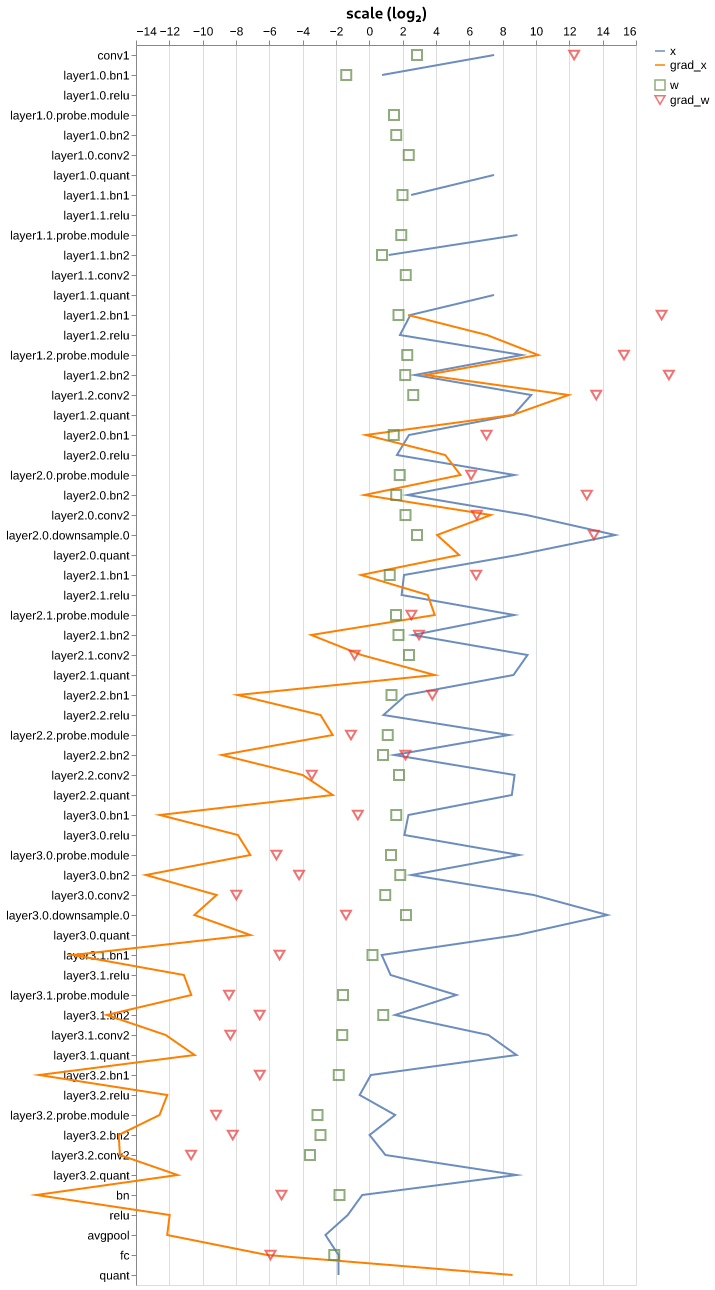 scale (log₂)
−14 −12 −10 −8 −6 −4 −2 0 2 4 6 8 10 12 14 16
x
grad_x
w
grad_w
conv1
layer1.0.bn1
layer1.0.relu
layer1.0.probe.module
layer1.0.bn2
layer1.0.conv2
layer1.0.quant
layer1.1.bn1
layer1.1.relu
layer1.1.probe.module
layer1.1.bn2
layer1.1.conv2
layer1.1.quant
layer1.2.bn1
layer1.2.relu
layer1.2.probe.module
layer1.2.bn2
layer1.2.conv2
layer1.2.quant
layer2.0.bn1
layer2.0.relu
layer2.0.probe.module
layer2.0.bn2
layer2.0.conv2
layer2.0.downsample.0
layer2.0.quant
layer2.1.bn1
layer2.1.relu
layer2.1.probe.module
layer2.1.bn2
layer2.1.conv2
layer2.1.quant
layer2.2.bn1
layer2.2.relu
layer2.2.probe.module
layer2.2.bn2
layer2.2.conv2
layer2.2.quant
layer3.0.bn1
layer3.0.relu
layer3.0.probe.module
layer3.0.bn2
layer3.0.conv2
layer3.0.downsample.0
layer3.0.quant
layer3.1.bn1
layer3.1.relu
layer3.1.probe.module
layer3.1.bn2
layer3.1.conv2
layer3.1.quant
layer3.2.bn1
layer3.2.relu
layer3.2.probe.module
layer3.2.bn2
layer3.2.conv2
layer3.2.quant
bn
relu
avgpool
fc
quant